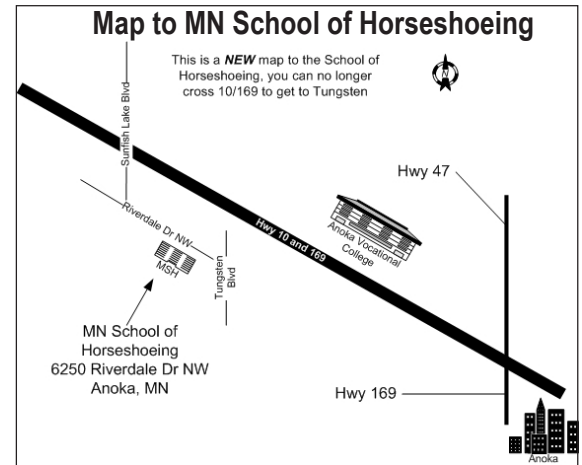 Map to MN School of Horseshoeing
This is a NEW map to the School of
Horseshoeing, you can no longer
cross 10/169 to get to Tungsten
N
Sunfish Lake Blvd
Hwy 47
Riverdale Dr NW
Hwy 10 and 169
Anoka Vocational
College
MSH
Tungsten
Blvd
MN School of
Horseshoeing
6250 Riverdale Dr NW
Anoka, MN
Hwy 169
Anoka